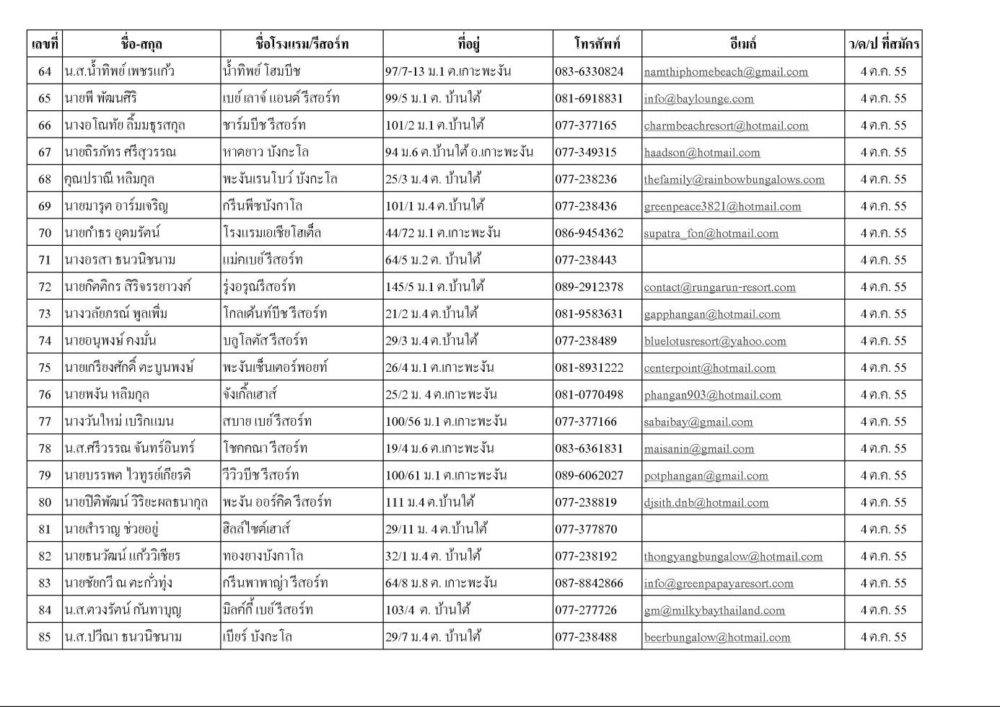 เลขที่ ชื่อ-สกุล ชื่อโรงแรม/รีสอร์ท ที่อยู่ โทรศัพท์ อีเมล์ ว/ด/ป ที่สมัคร
64 น.ส.น้ำทิพย์ เพชรแก้ว น้ำทิพย์ โฮมบีช 97/7-13 ม.1 ต.เกาะพะงัน 083-6330824 namthiphomebeach@gmail.com 4 ต.ค. 55
65 นายพี พัฒนศิริ เบย์ เลาจ์ แอนด์ รีสอร์ท 99/5 ม.1 ต. บ้านใต้ 081-6918831 info@baylounge.com 4 ต.ค. 55
66 นางอโณทัย ลิ้มมธุรสกุล ชาร์มบีช รีสอร์ท 101/2 ม.1 ต.บ้านใต้ 077-377165 charmbeachresort@hotmail.com 4 ต.ค. 55
67 นายถิรภัทร ศรีสุวรรณ หาดยาว บังกะโล 94 ม.6 ต.บ้านใต้ อ.เกาะพะงัน 077-349315 haadson@hotmail.com 4 ต.ค. 55
68 คุณปราณี หลิมกุล พะงันเรนโบว์ บังกะโล 25/3 ม.4 ต. บ้านใต้ 077-238236 thefamily@rainbowbungalows.com 4 ต.ค. 55
69 นายมารุต อาร์มเจริญ กรีนพีชบังกาโล 101/1 ม.4 ต.บ้านใต้ 077-238436 greenpeace3821@hotmail.com 4 ต.ค. 55
70 นายกำธร อุดมรัตน์ โรงแรมเอเชียโฮเต็ล 44/72 ม.1 ต.เกาะพะงัน 086-9454362 supatra_fon@hotmail.com 4 ต.ค. 55
71 นางอรสา ธนวนิชนาม แม่คเบย์ รีสอร์ท 64/5 ม.2 ต. บ้านใต้ 077-238443 4 ต.ค. 55
72 นายกิตติกร สิริจรรยาวงค์ รุ่งอรุณรีสอร์ท 145/5 ม.1 ต.บ้านใต้ 089-2912378 contact@rungarun-resort.com 4 ต.ค. 55
73 นางวลัยภรณ์ พูลเพิ่ม โกลเด้นท์บีช รีสอร์ท 21/2 ม.4 ต.บ้านใต้ 081-9583631 gapphangan@hotmail.com 4 ต.ค. 55
74 นายอนุพงษ์ คงมั่น บลูโลตัส รีสอร์ท 29/3 ม.4 ต.บ้านใต้ 077-238489 bluelotusresort@yahoo.com 4 ต.ค. 55
75 นายเกรียงศักดิ์ ตะบูนพงษ์ พะงันเซ็นเตอร์พอยท์ 26/4 ม.1 ต.เกาะพะงัน 081-8931222 centerpoint@hotmail.com 4 ต.ค. 55
76 นายพงัน หลิมกุล จังเกิ้ลเฮาส์ 25/2 ม. 4 ต.เกาะพะงัน 081-0770498 phangan903@hotmail.com 4 ต.ค. 55
77 นางวันใหม่ เบริกแมน สบาย เบย์ รีสอร์ท 100/56 ม.1 ต.เกาะพะงัน 077-377166 sabaibay@gmail.com 4 ต.ค. 55
78 น.ส.ศรีวรรณ จันทร์อินทร์ โชคคณา รีสอร์ท 19/4 ม.6 ต.เกาะพะงัน 083-6361831 maisanin@gmail.com 4 ต.ค. 55
79 นายบรรพต ไวทูรย์เกียรติ วีวิวบีช รีสอร์ท 100/61 ม.1 ต.เกาะพะงัน 089-6062027 potphangan@gmail.com 4 ต.ค. 55
80 นายปิติพัฒน์ วิริยะผลธนากุล พะงัน ออร์คิด รีสอร์ท 111 ม.4 ต.บ้านใต้ 077-238819 djsith.dnb@hotmail.com 4 ต.ค. 55
81 นายสำราญ ช่วยอยู่ ฮิลล์ไซด์เฮาส์ 29/11 ม. 4 ต.บ้านใต้ 077-377870 4 ต.ค. 55
82 นายธนวัฒน์ แก้ววิเชียร ทองยางบังกาโล 32/1 ม.4 ต. บ้านใต้ 077-238192 thongyangbungalow@hotmail.com 4 ต.ค. 55
83 นายชัยกวี ณ ตะกั่วทุ่ง กรีนพาพาญ่า รีสอร์ท 64/8 ม.8 ต. เกาะพะงัน 087-8842866 info@greenpapayaresort.com 4 ต.ค. 55
84 น.ส.ดวงรัตน์ กันทาบุญ มิลค์กี้ เบย์ รีสอร์ท 103/4 ต. บ้านใต้ 077-277726 gm@milkybaythailand.com 4 ต.ค. 55
85 น.ส.ปวีณา ธนวนิชนาม เบียร์ บังกะโล 29/7 ม.4 ต. บ้านใต้ 077-238488 beerbungalow@hotmail.com 4 ต.ค. 55